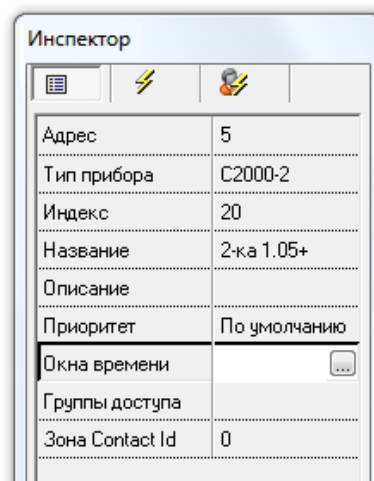 Инспектор
Адрес 5
Тип прибора С2000-2
Индекс 20
Название 2-ка 1.05+
Описание
Приоритет По умолчанию
Окна времени ...
Группы доступа
Зона Contact Id 0